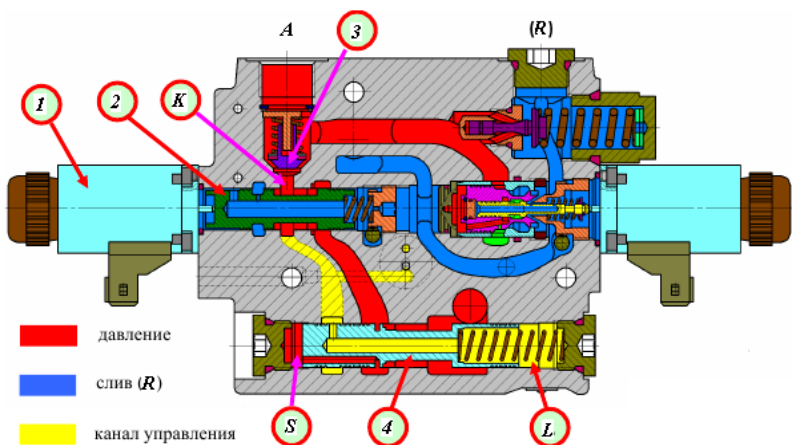 A
3
(R)
K
2
1
давление
слив (R)
канал управления
S
4
L